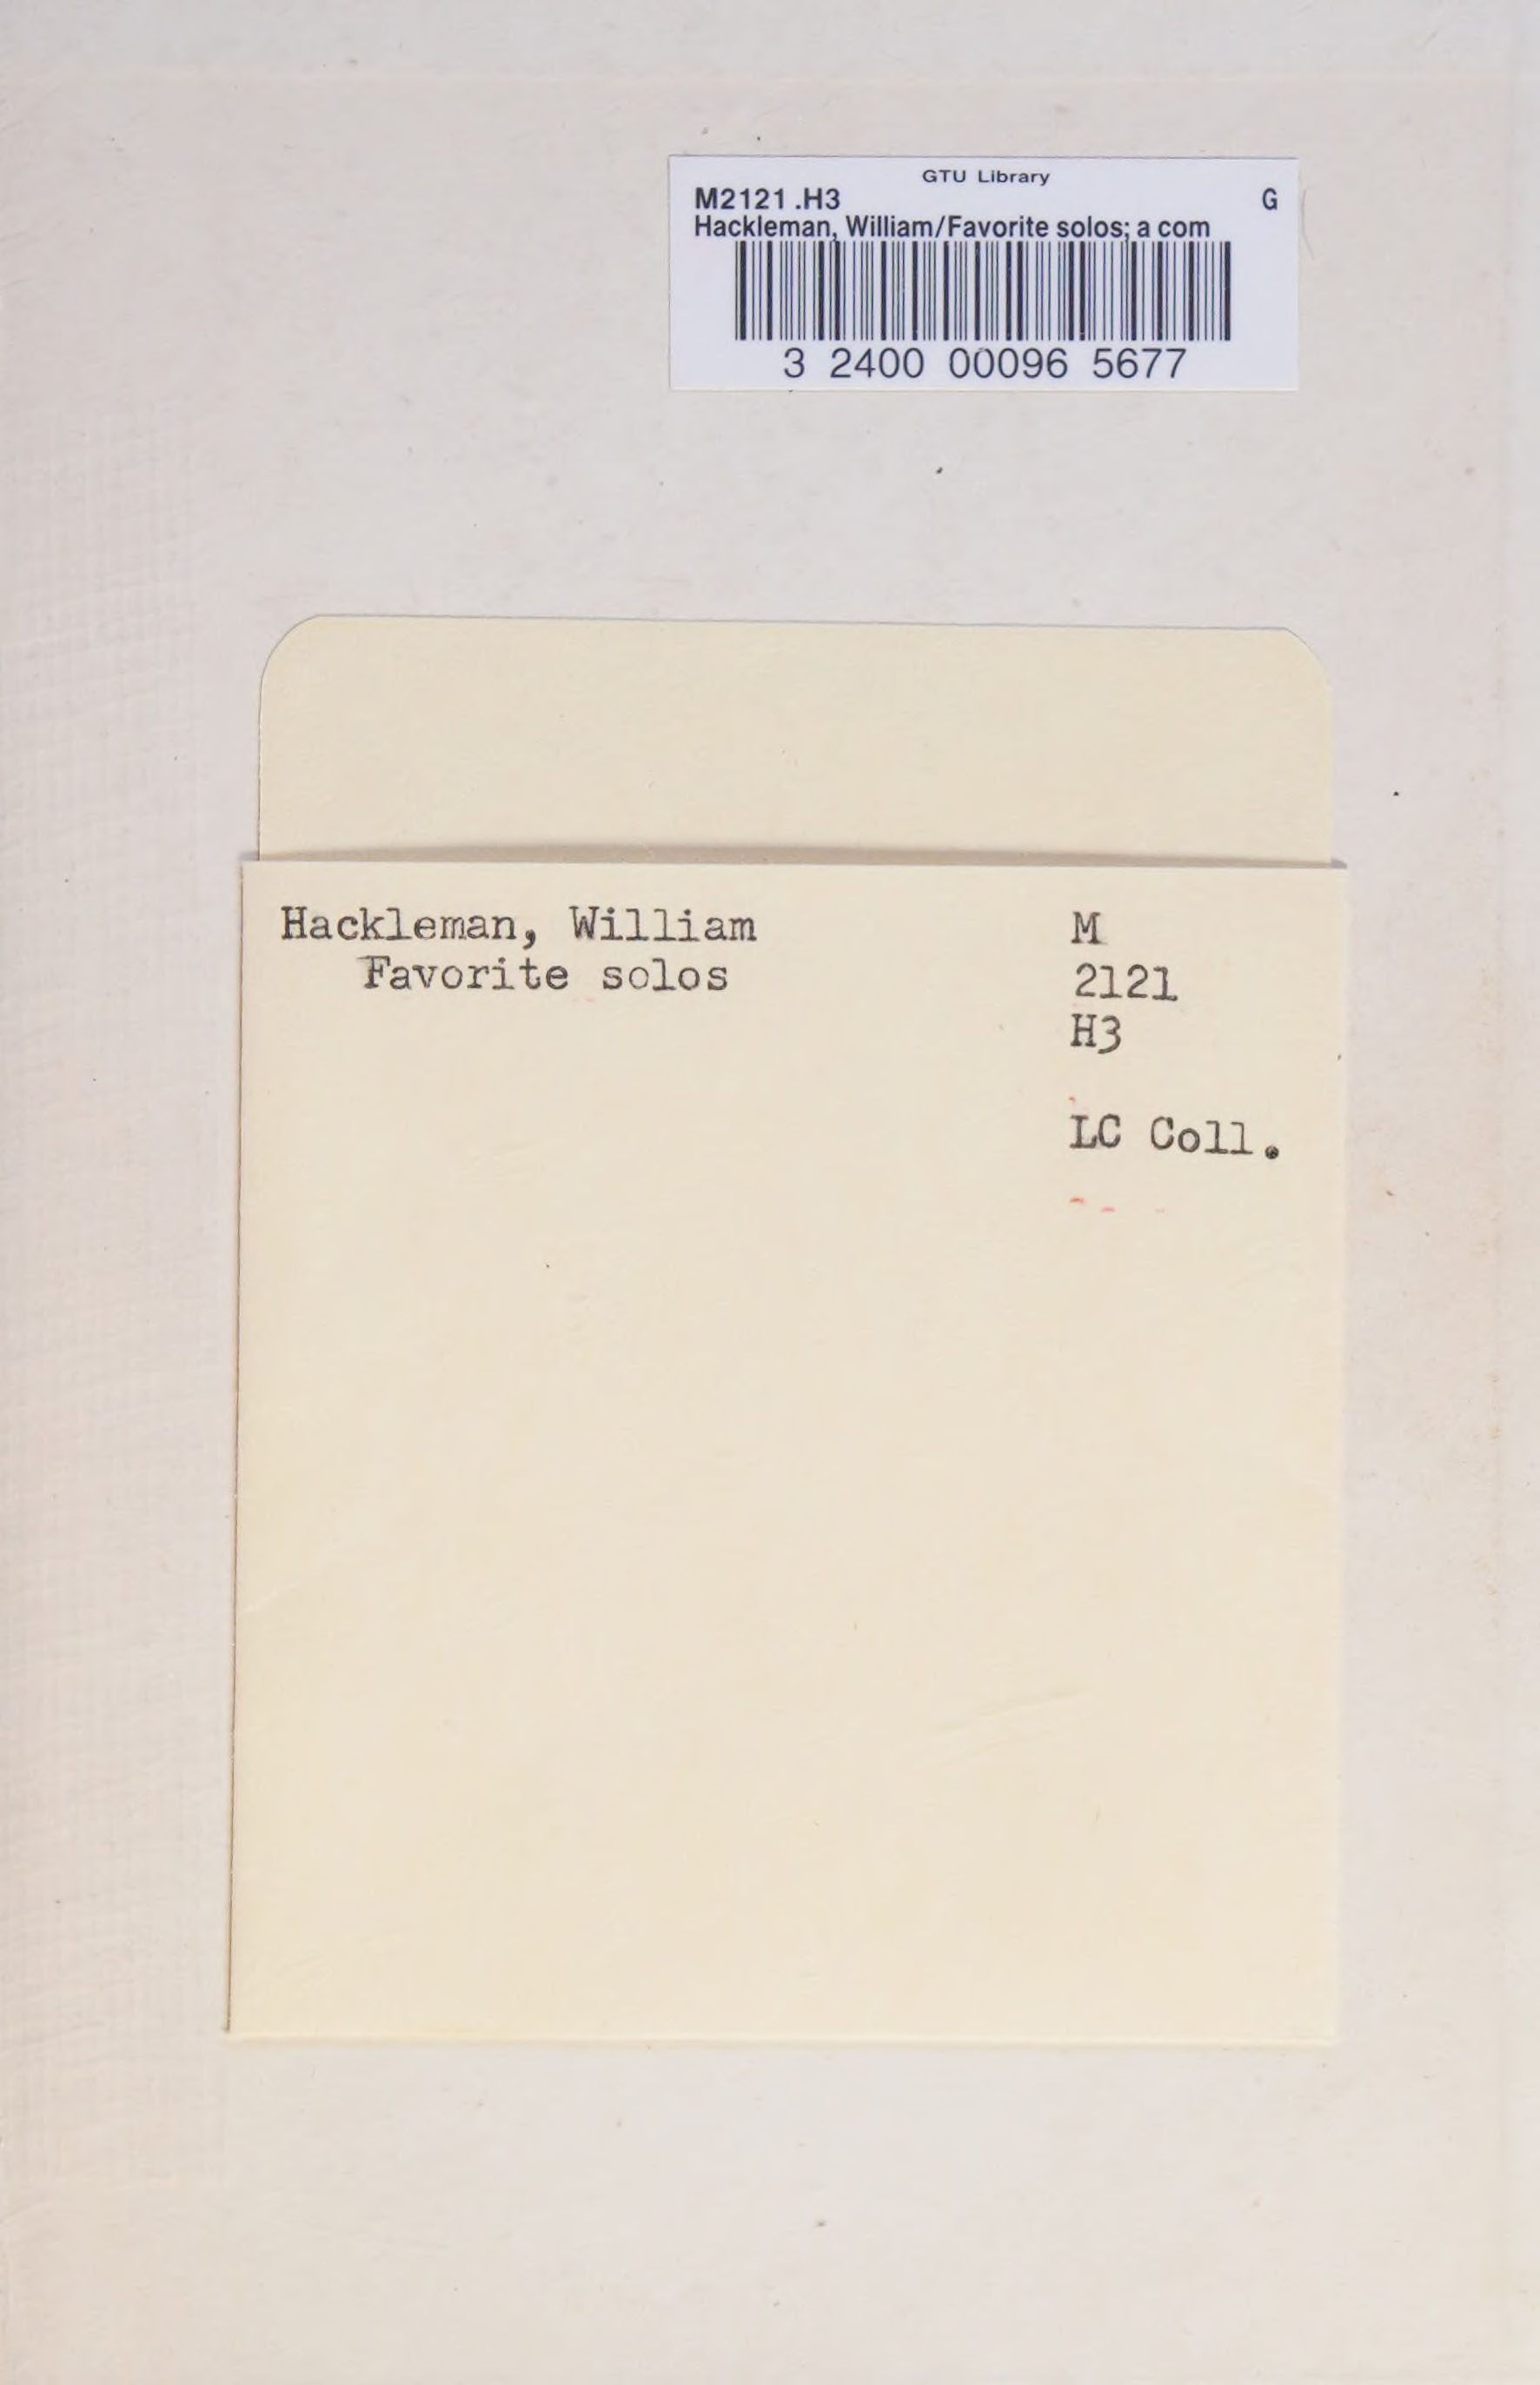 GTU Library
M2121 .H3 G
Hackleman, William/Favorite solos; a com
3 2400 00096 5677
Hackleman, William M
Favorite solos 2121
H3
LC Coll.